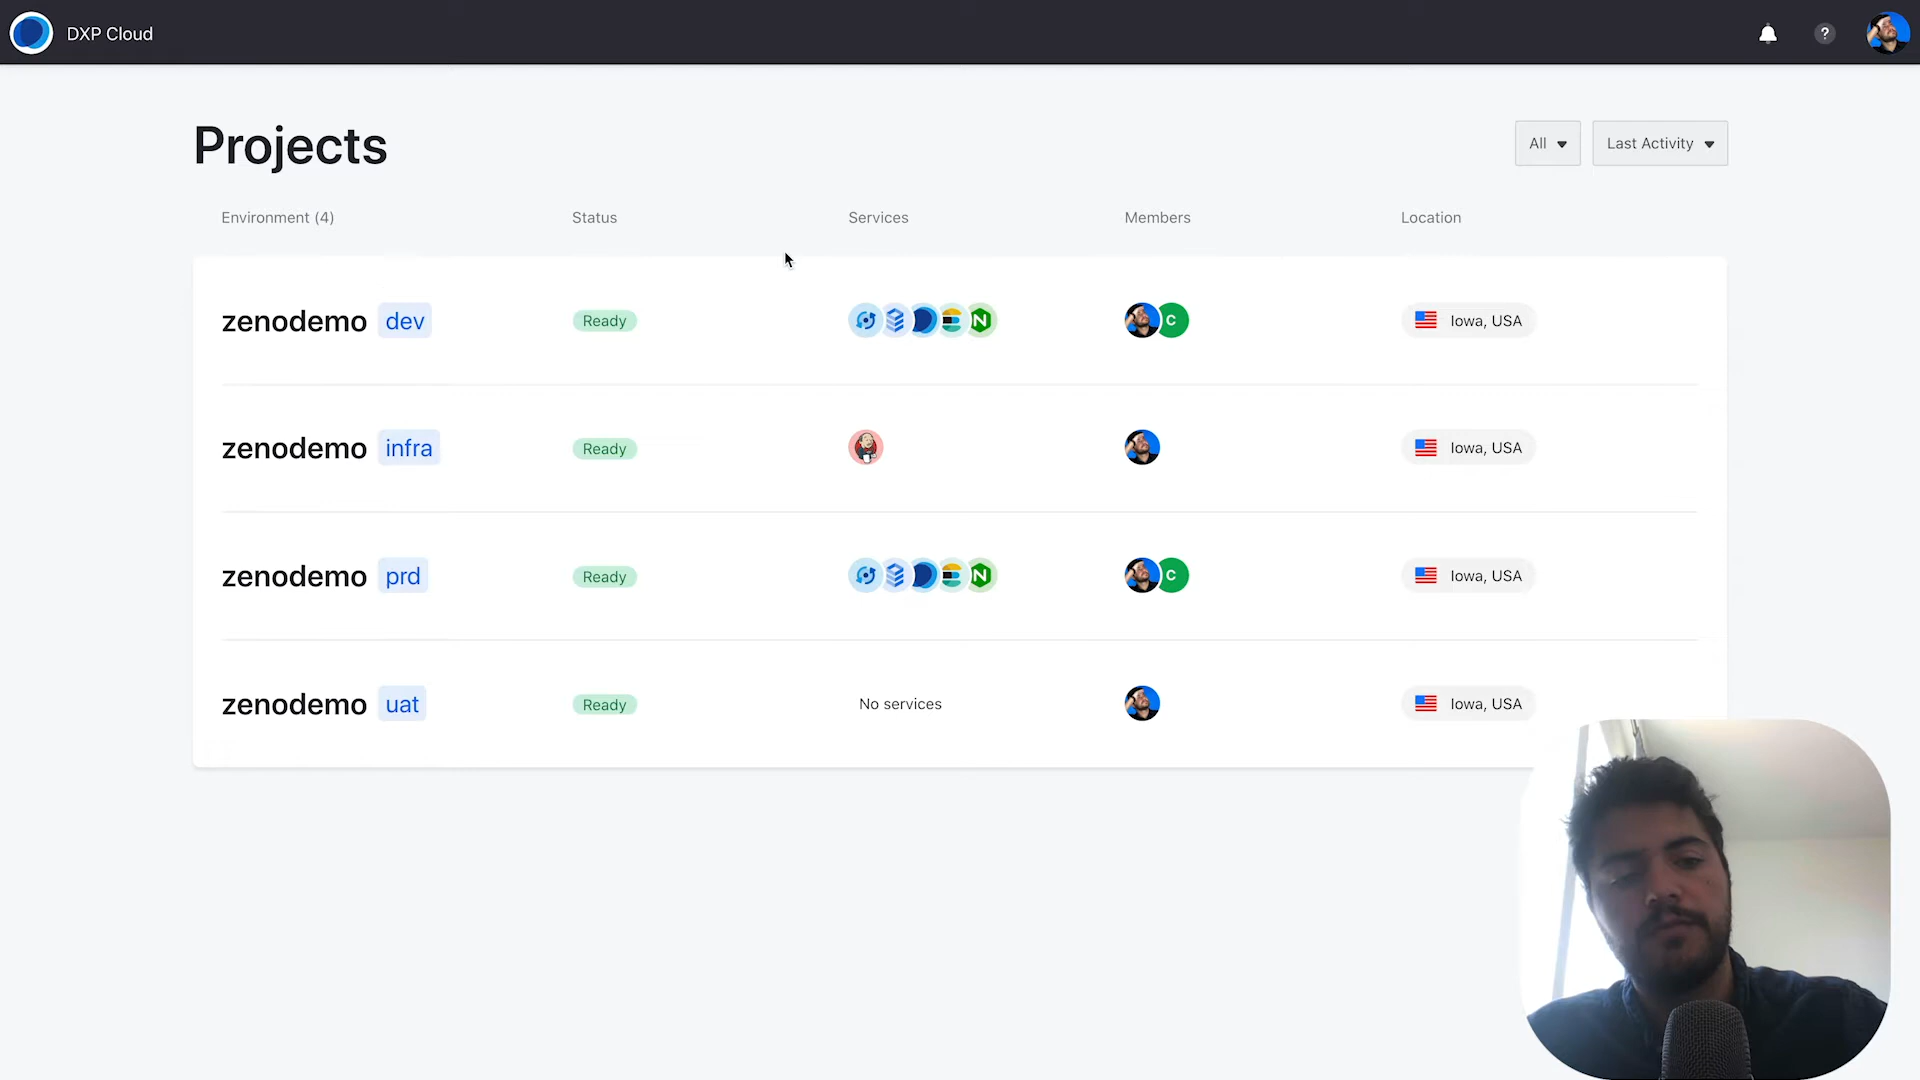 DXP Cloud
?
Projects
All
Last Activity
Environment (4)
Status
Services
Members
Location
zenodemo dev
Ready
N
C
Iowa, USA
zenodemo infra
Ready
Iowa, USA
zenodemo prd
Ready
N
C
Iowa, USA
zenodemo uat
Ready
No services
Iowa, USA